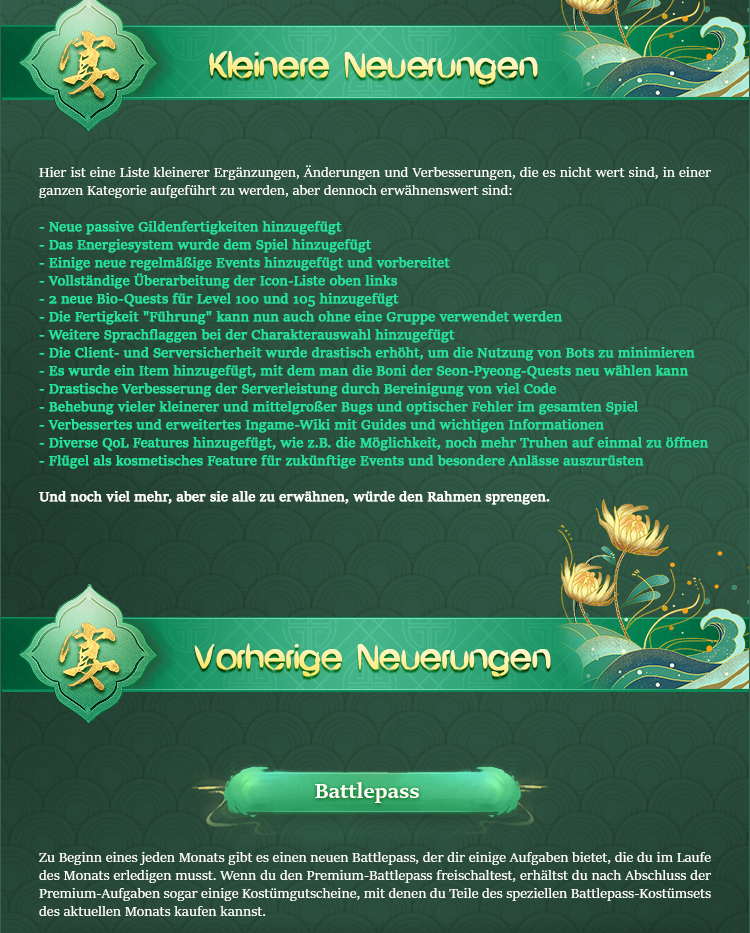 宴
Kleinere Neuerungen
Hier ist eine Liste kleinerer Ergänzungen, Änderungen und Verbesserungen, die es nicht wert sind, in einer
ganzen Kategorie aufgeführt zu werden, aber dennoch erwähnenswert sind:
- Neue passive Gildenfertigkeiten hinzugefügt
- Das Energiesystem wurde dem Spiel hinzugefügt
- Einige neue regelmäßige Events hinzugefügt und vorbereitet
- Vollständige Überarbeitung der Icon-Liste oben links
- 2 neue Bio-Quests für Level 100 und 105 hinzugefügt
- Die Fertigkeit "Führung" kann nun auch ohne eine Gruppe verwendet werden
- Weitere Sprachflaggen bei der Charakterauswahl hinzugefügt
- Die Client- und Serversicherheit wurde drastisch erhöht, um die Nutzung von Bots zu minimieren
- Es wurde ein Item hinzugefügt, mit dem man die Boni der Seon-Pyeong-Quests neu wählen kann
- Drastische Verbesserung der Serverleistung durch Bereinigung von viel Code
- Behebung vieler kleinerer und mittelgroßer Bugs und optischer Fehler im gesamten Spiel
- Verbessertes und erweitertes Ingame-Wiki mit Guides und wichtigen Informationen
- Diverse QoL Features hinzugefügt, wie z.B. die Möglichkeit, noch mehr Truhen auf einmal zu öffnen
- Flügel als kosmetisches Feature für zukünftige Events und besondere Anlässe auszurüsten
Und noch viel mehr, aber sie alle zu erwähnen, würde den Rahmen sprengen.
宴
Vorherige Neuerungen
Battlepass
Zu Beginn eines jeden Monats gibt es einen neuen Battlepass, der dir einige Aufgaben bietet, die du im Laufe
des Monats erledigen musst. Wenn du den Premium-Battlepass freischaltest, erhältst du nach Abschluss der
Premium-Aufgaben sogar einige Kostümgutscheine, mit denen du Teile des speziellen Battlepass-Kostümsets
des aktuellen Monats kaufen kannst.